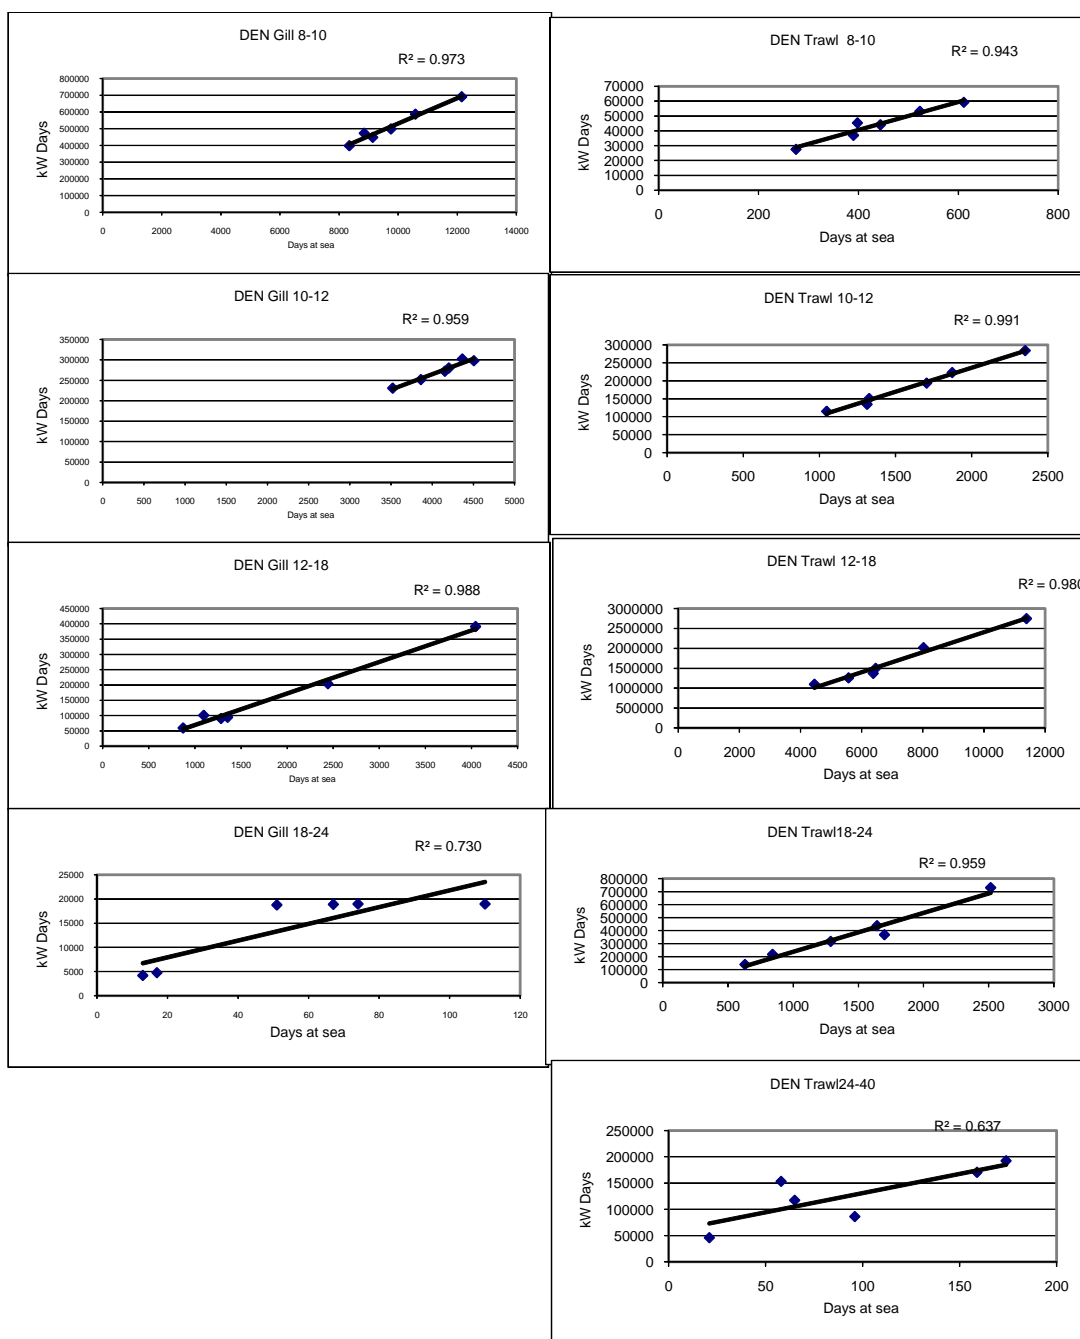 DEN Gill 8-10
R² = 0.973
800000
700000
600000
500000
400000
300000
200000
100000
0
kW Days
0 2000 4000 6000 8000 10000 12000 14000
Days at sea
DEN Trawl 8-10
R² = 0.943
70000
60000
50000
40000
30000
20000
10000
0
kW Days
0 200 400 600 800
Days at sea
DEN Gill 10-12
R² = 0.959
350000
300000
250000
200000
150000
100000
50000
0
kW Days
0 500 1000 1500 2000 2500 3000 3500 4000 4500 5000
Days at sea
DEN Trawl 10-12
R² = 0.991
300000
250000
200000
150000
100000
50000
0
kW Days
0 500 1000 1500 2000 2500
Days at sea
DEN Gill 12-18
R² = 0.988
450000
400000
350000
300000
250000
200000
150000
100000
50000
0
kW Days
0 500 1000 1500 2000 2500 3000 3500 4000 4500
Days at sea
DEN Trawl 12-18
R² = 0.980
3000000
2500000
2000000
1500000
1000000
500000
0
kW Days
0 2000 4000 6000 8000 10000 12000
Days at sea
DEN Gill 18-24
R² = 0.730
25000
20000
15000
10000
5000
0
kW Days
0 20 40 60 80 100 120
Days at sea
DEN Trawl18-24
R² = 0.959
800000
700000
600000
500000
400000
300000
200000
100000
0
kW Days
0 500 1000 1500 2000 2500 3000
Days at sea
DEN Trawl24-40
R² = 0.637
250000
200000
150000
100000
50000
0
kW Days
0 50 100 150 200
Days at sea